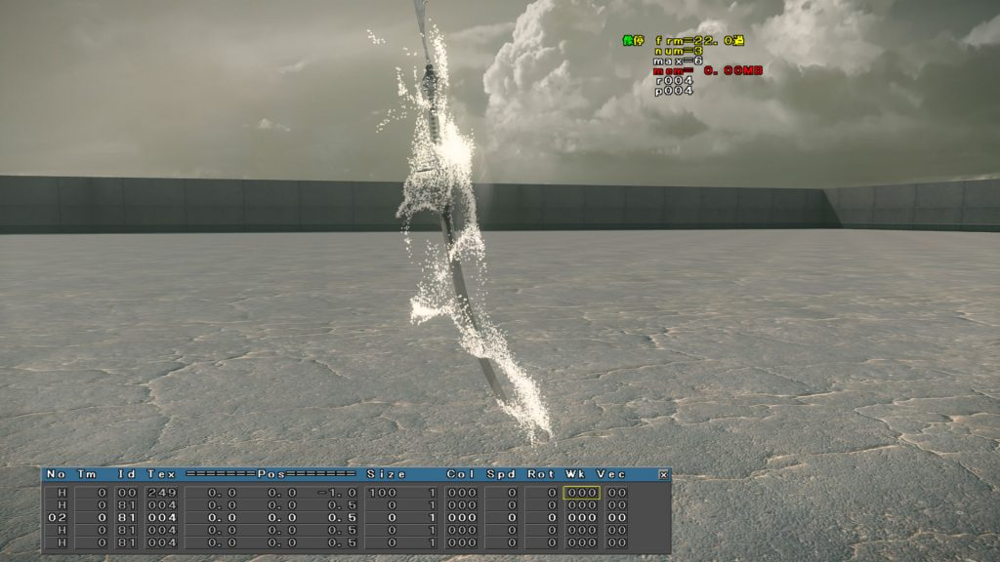 像停 frm=22. 0過
num=3
max=6
mem= 0. 00MB
r004
p004
No Tm Id Tex =======Pos======= Size Col Spd Rot Wk Vec
H 0 00 249 0. 0 0. 0 -1. 0 100 1 000 0 0 000 00
H 0 81 004 0. 0 0. 0 0. 5 0 1 000 0 0 000 00
02 0 81 004 0. 0 0. 0 0. 5 0 1 000 0 0 000 00
H 0 81 004 0. 0 0. 0 0. 5 0 1 000 0 0 000 00
H 0 81 004 0. 0 0. 0 0. 5 0 1 000 0 0 000 00